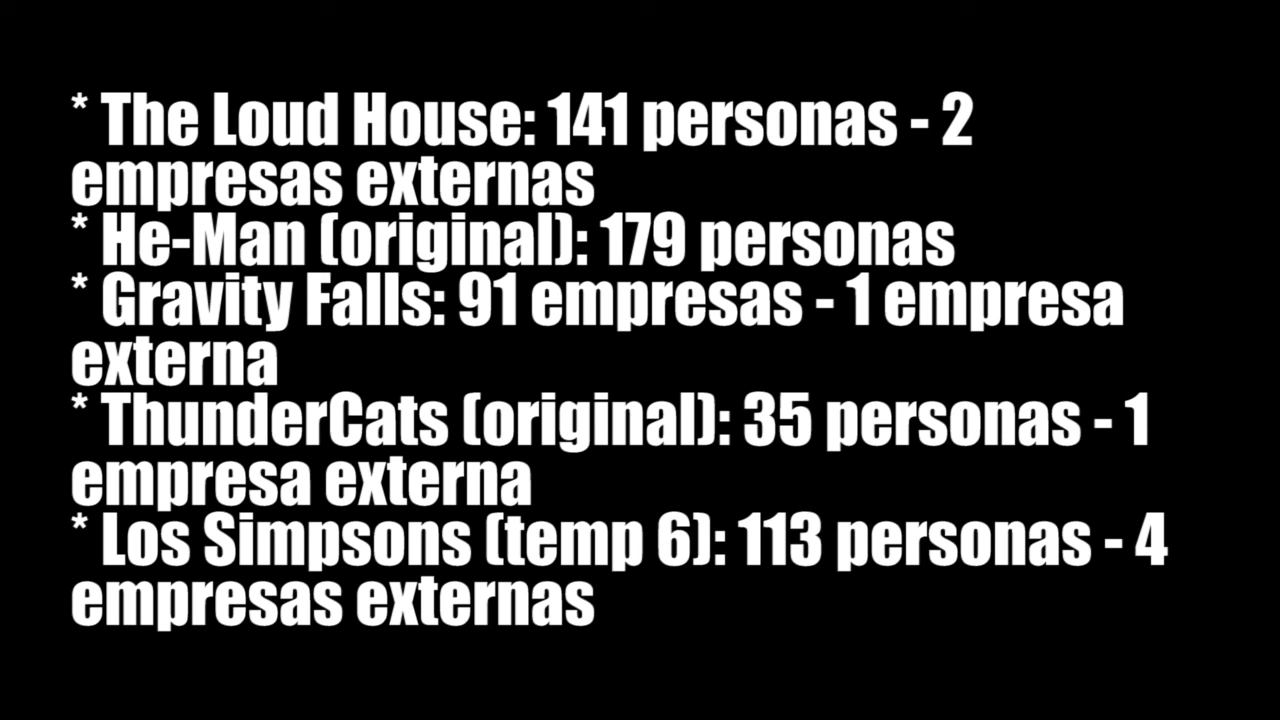 * The Loud House: 141 personas - 2
empresas externas
* He-Man (original): 179 personas
* Gravity Falls: 91 empresas - 1 empresa
externa
* ThunderCats (original): 35 personas - 1
empresa externa
* Los Simpsons (temp 6): 113 personas - 4
empresas externas